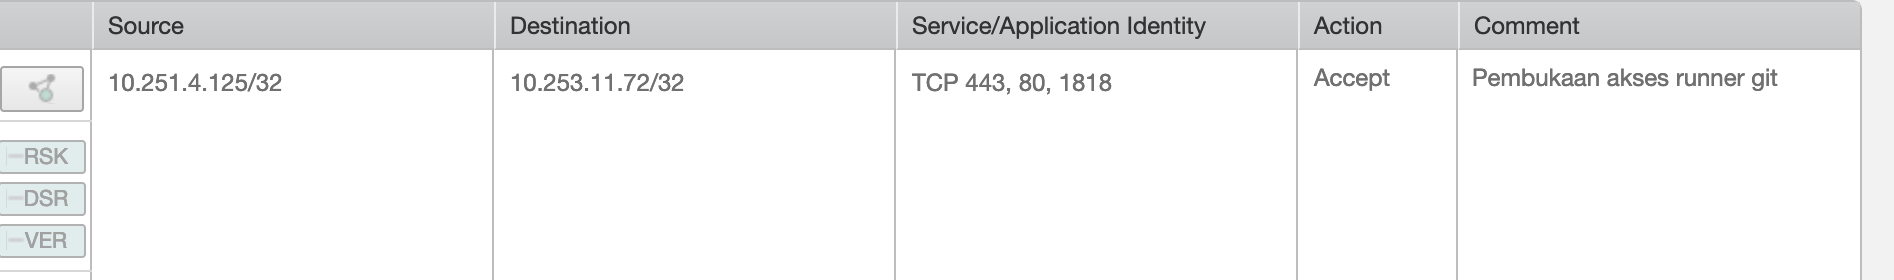 Source Destination Service/Application Identity Action Comment
10.251.4.125/32 10.253.11.72/32 TCP 443, 80, 1818 Accept Pembukaan akses runner git
RSK
DSR
VER